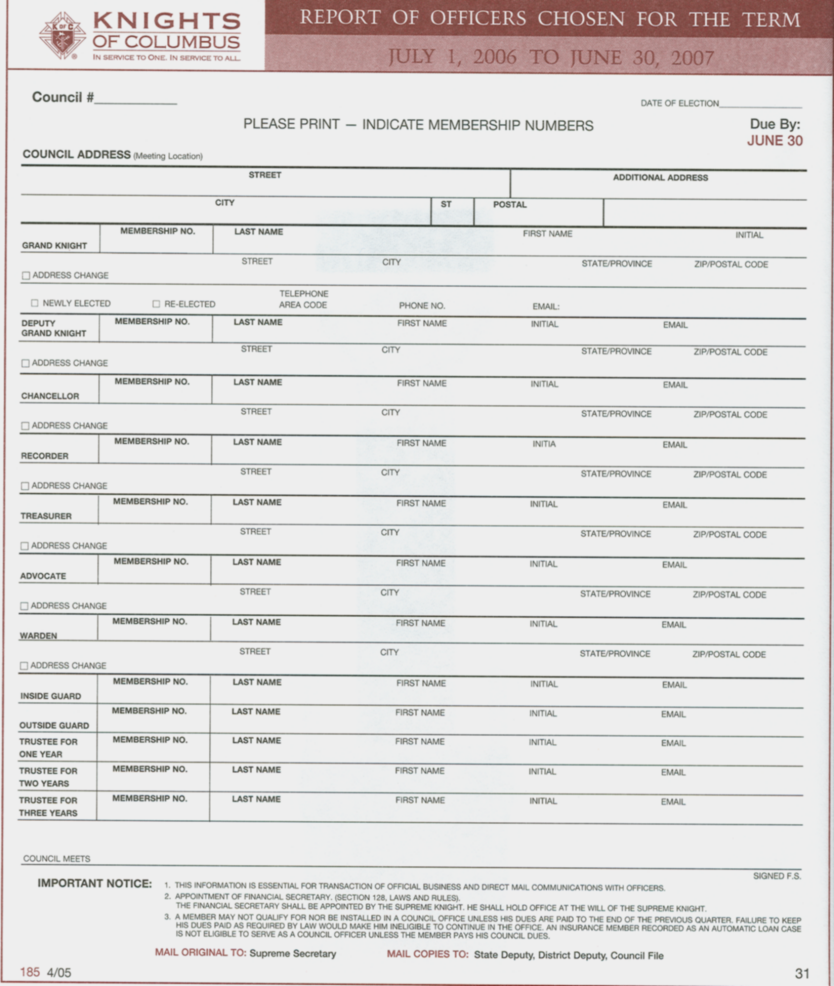 K of C
KNIGHTS
OF COLUMBUS
IN SERVICE TO ONE. IN SERVICE TO ALL.
REPORT OF OFFICERS CHOSEN FOR THE TERM
JULY 1, 2006 TO JUNE 30, 2007
Council #____________
DATE OF ELECTION________________
PLEASE PRINT — INDICATE MEMBERSHIP NUMBERS
Due By:
JUNE 30
COUNCIL ADDRESS (Meeting Location)
STREET ADDITIONAL ADDRESS
CITY ST POSTAL
GRAND KNIGHT MEMBERSHIP NO. LAST NAME FIRST NAME INITIAL
☐ ADDRESS CHANGE STREET CITY STATE/PROVINCE ZIP/POSTAL CODE
☐ NEWLY ELECTED ☐ RE-ELECTED TELEPHONE
AREA CODE PHONE NO. EMAIL:
DEPUTY
GRAND KNIGHT MEMBERSHIP NO. LAST NAME FIRST NAME INITIAL EMAIL
☐ ADDRESS CHANGE STREET CITY STATE/PROVINCE ZIP/POSTAL CODE
CHANCELLOR MEMBERSHIP NO. LAST NAME FIRST NAME INITIAL EMAIL
☐ ADDRESS CHANGE STREET CITY STATE/PROVINCE ZIP/POSTAL CODE
RECORDER MEMBERSHIP NO. LAST NAME FIRST NAME INITIA EMAIL
☐ ADDRESS CHANGE STREET CITY STATE/PROVINCE ZIP/POSTAL CODE
TREASURER MEMBERSHIP NO. LAST NAME FIRST NAME INITIAL EMAIL
☐ ADDRESS CHANGE STREET CITY STATE/PROVINCE ZIP/POSTAL CODE
ADVOCATE MEMBERSHIP NO. LAST NAME FIRST NAME INITIAL EMAIL
☐ ADDRESS CHANGE STREET CITY STATE/PROVINCE ZIP/POSTAL CODE
WARDEN MEMBERSHIP NO. LAST NAME FIRST NAME INITIAL EMAIL
☐ ADDRESS CHANGE STREET CITY STATE/PROVINCE ZIP/POSTAL CODE
INSIDE GUARD MEMBERSHIP NO. LAST NAME FIRST NAME INITIAL EMAIL
OUTSIDE GUARD MEMBERSHIP NO. LAST NAME FIRST NAME INITIAL EMAIL
TRUSTEE FOR
ONE YEAR MEMBERSHIP NO. LAST NAME FIRST NAME INITIAL EMAIL
TRUSTEE FOR
TWO YEARS MEMBERSHIP NO. LAST NAME FIRST NAME INITIAL EMAIL
TRUSTEE FOR
THREE YEARS MEMBERSHIP NO. LAST NAME FIRST NAME INITIAL EMAIL
COUNCIL MEETS
SIGNED F.S.
IMPORTANT NOTICE: 1. THIS INFORMATION IS ESSENTIAL FOR TRANSACTION OF OFFICIAL BUSINESS AND DIRECT MAIL COMMUNICATIONS WITH OFFICERS.
2. APPOINTMENT OF FINANCIAL SECRETARY. (SECTION 128, LAWS AND RULES).
THE FINANCIAL SECRETARY SHALL BE APPOINTED BY THE SUPREME KNIGHT. HE SHALL HOLD OFFICE AT THE WILL OF THE SUPREME KNIGHT.
3. A MEMBER MAY NOT QUALIFY FOR NOR BE INSTALLED IN A COUNCIL OFFICE UNLESS HIS DUES ARE PAID TO THE END OF THE PREVIOUS QUARTER. FAILURE TO KEEP
HIS DUES PAID AS REQUIRED BY LAW WOULD MAKE HIM INELIGIBLE TO CONTINUE IN THE OFFICE. AN INSURANCE MEMBER RECORDED AS AN AUTOMATIC LOAN CASE
IS NOT ELIGIBLE TO SERVE AS A COUNCIL OFFICER UNLESS THE MEMBER PAYS HIS COUNCIL DUES.
MAIL ORIGINAL TO: Supreme Secretary MAIL COPIES TO: State Deputy, District Deputy, Council File
185 4/05
31